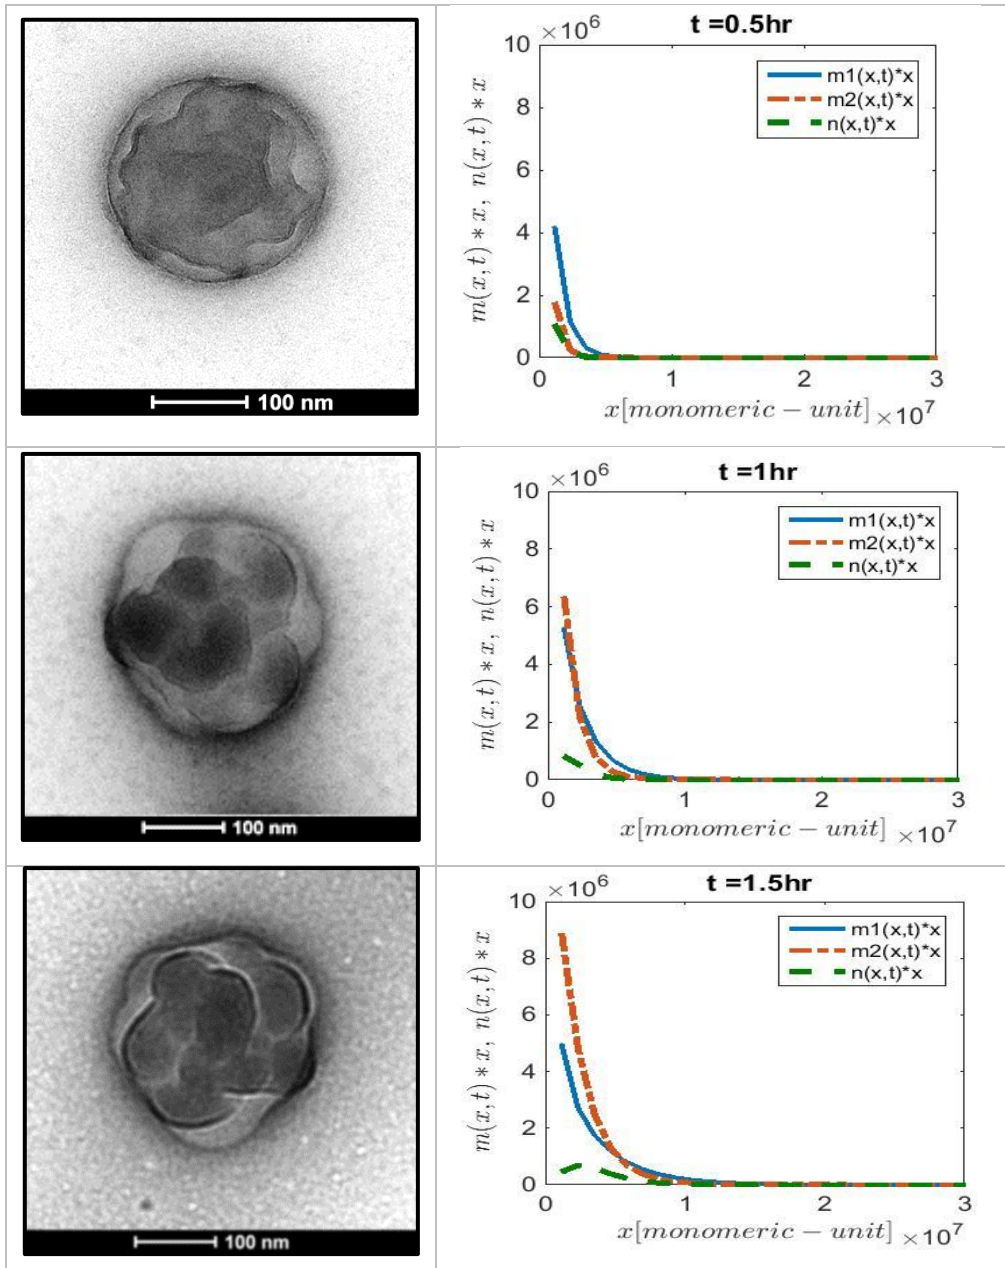 100 nm
t =0.5hr
×10⁶
10
8
6
4
2
0
m(x,t) * x, n(x,t) * x
m1(x,t)*x
m2(x,t)*x
n(x,t)*x
0 1 2 3
x[monomeric − unit] ×10⁷
100 nm
t =1hr
×10⁶
10
8
6
4
2
0
m(x,t) * x, n(x,t) * x
m1(x,t)*x
m2(x,t)*x
n(x,t)*x
0 1 2 3
x[monomeric − unit] ×10⁷
100 nm
t =1.5hr
×10⁶
10
8
6
4
2
0
m(x,t) * x, n(x,t) * x
m1(x,t)*x
m2(x,t)*x
n(x,t)*x
0 1 2 3
x[monomeric − unit] ×10⁷